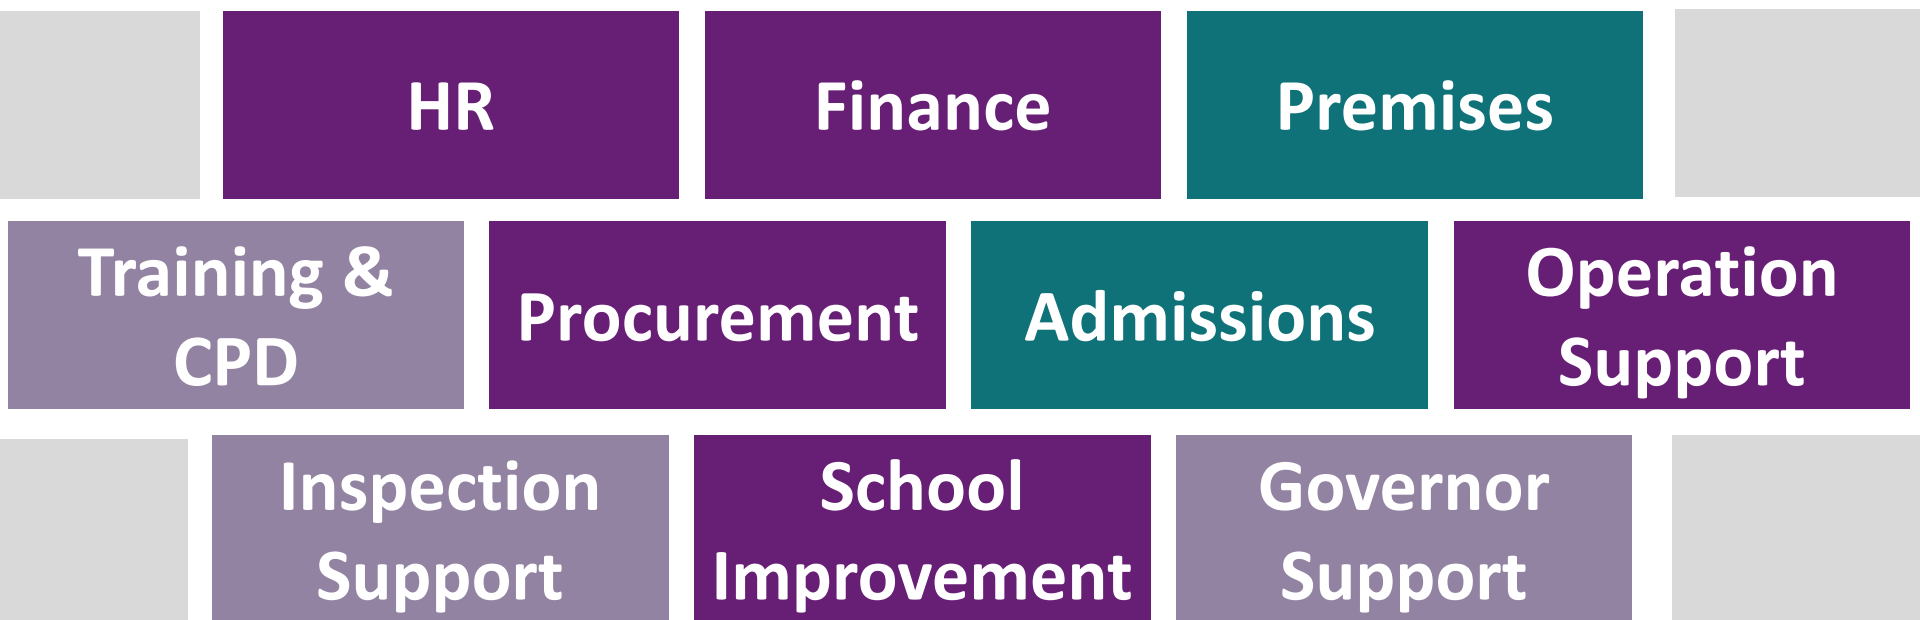 HR
Finance
Premises
Training &
CPD
Procurement
Admissions
Operation
Support
Inspection
Support
School
Improvement
Governor
Support